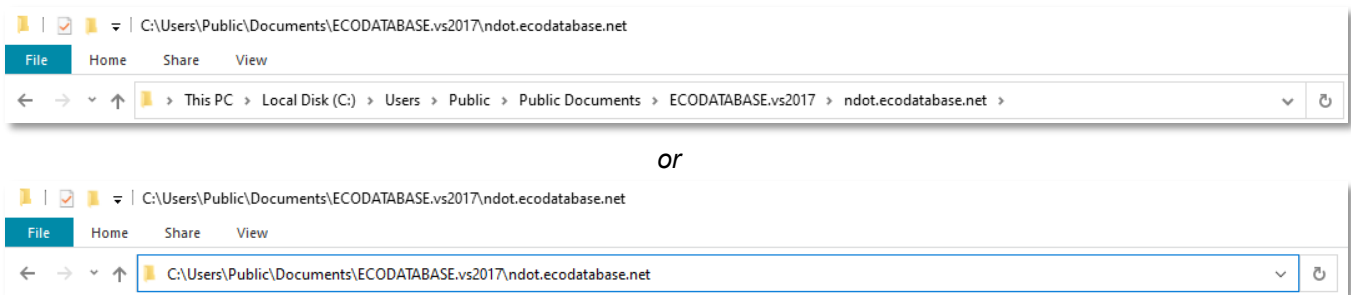 C:\Users\Public\Documents\ECODATABASE.vs2017\ndot.ecodatabase.net
File Home Share View
This PC > Local Disk (C:) > Users > Public > Public Documents > ECODATABASE.vs2017 > ndot.ecodatabase.net >
or
C:\Users\Public\Documents\ECODATABASE.vs2017\ndot.ecodatabase.net
File Home Share View
C:\Users\Public\Documents\ECODATABASE.vs2017\ndot.ecodatabase.net